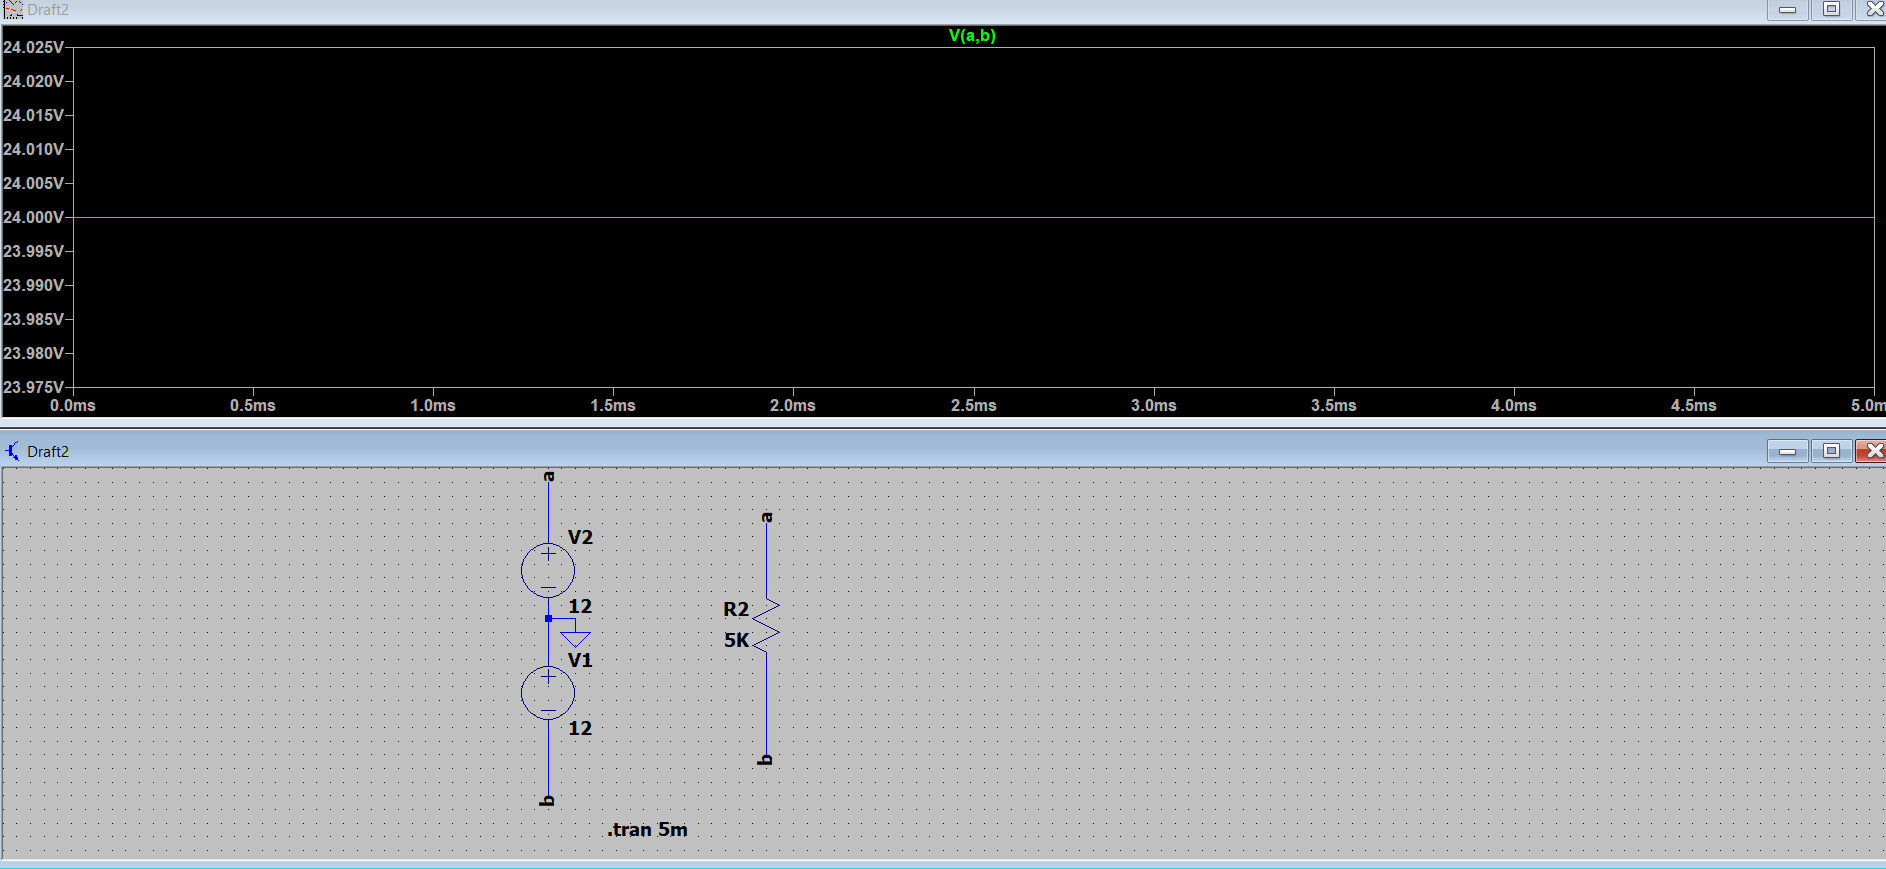 Draft2
V(a,b)
24.025V
24.020V
24.015V
24.010V
24.005V
24.000V
23.995V
23.990V
23.985V
23.980V
23.975V
0.0ms 0.5ms 1.0ms 1.5ms 2.0ms 2.5ms 3.0ms 3.5ms 4.0ms 4.5ms 5.0m
Draft2
a
a
V2
12
R2
5K
V1
12
b
b
.tran 5m